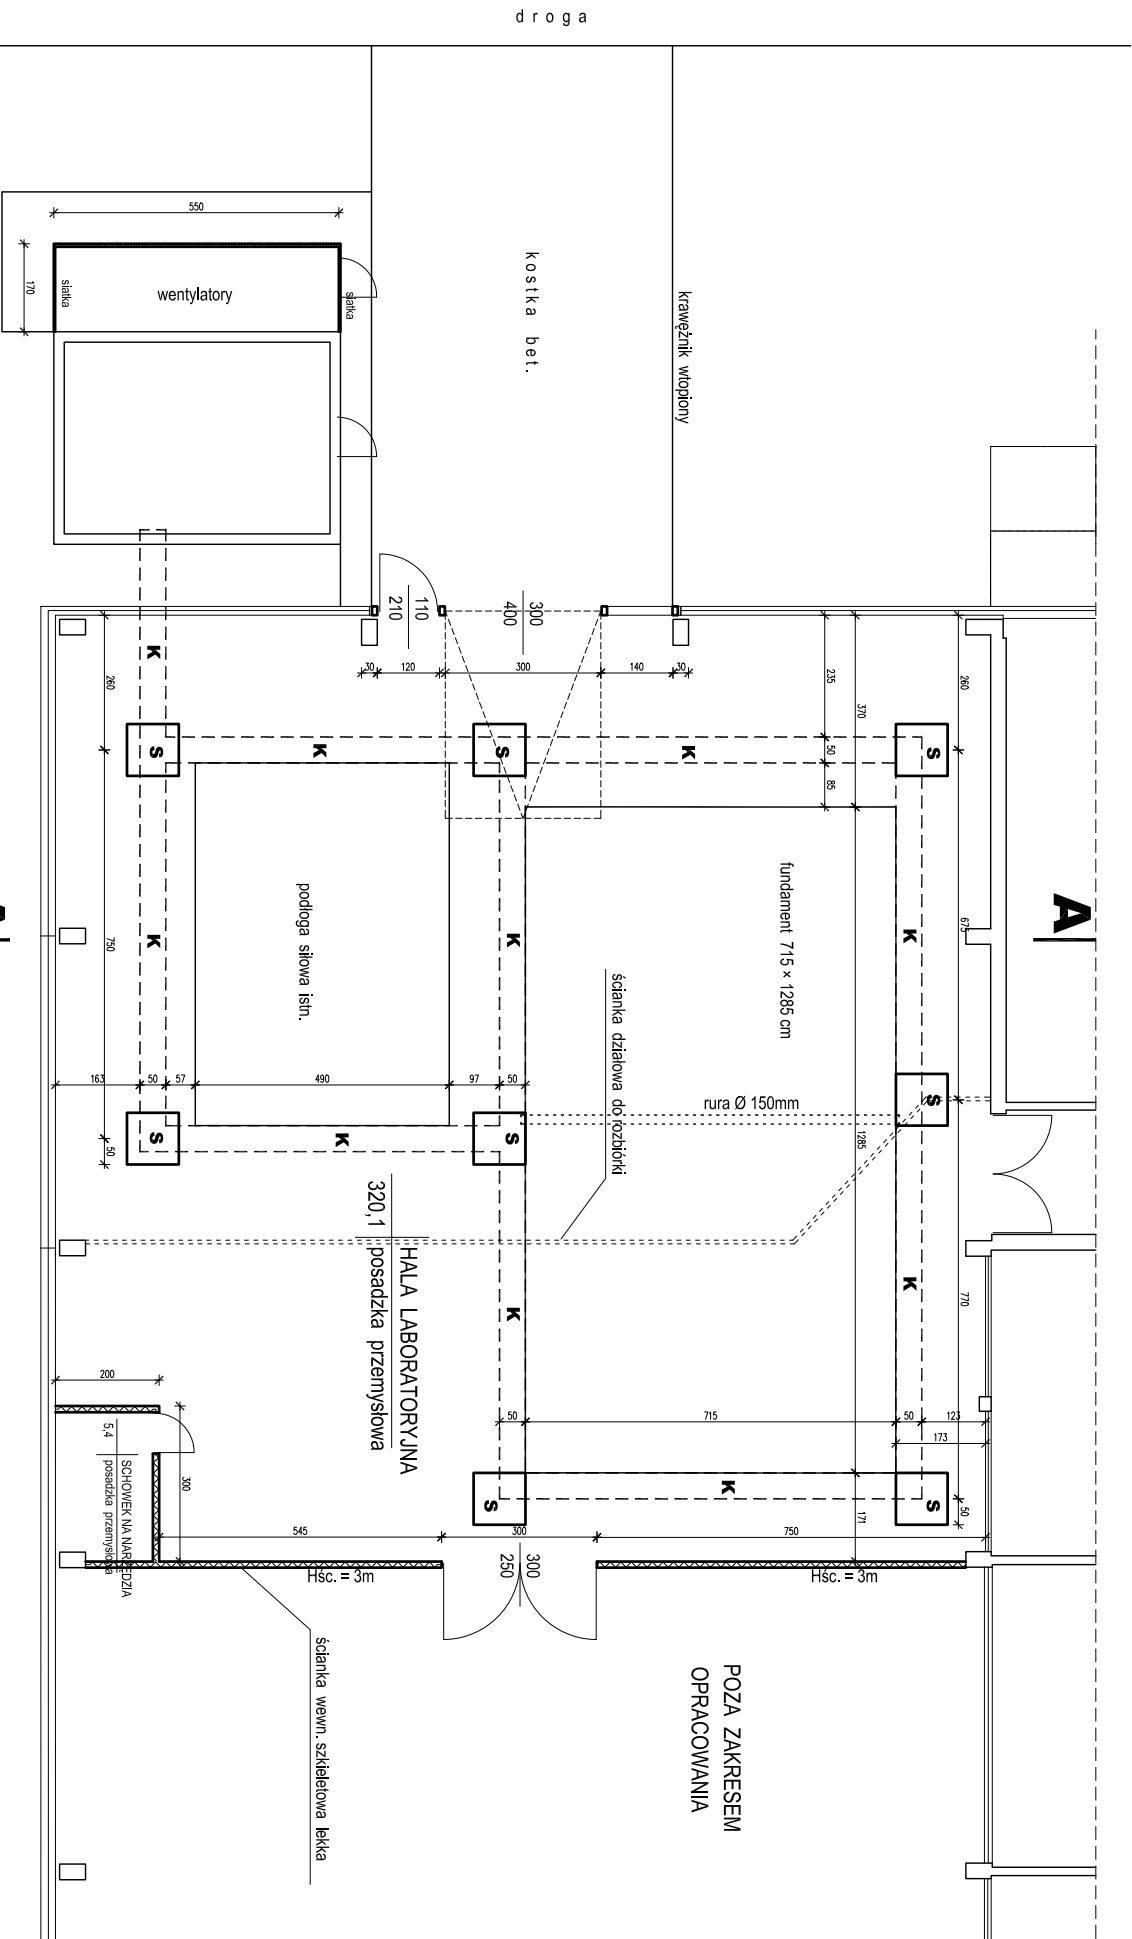 droga
550
170
siatka
wentylatory
siatka
kostka bet.
krawężnik wtopiony
110
210
300
400
30
120
300
140
30
260
235
370
260
50
85
K
S
K
S
K
S
fundament 715 × 1285 cm
A
675
podłoga siłowa istn.
K
K
K
750
ścianka działowa do rozbiórki
163
50
57
490
97
50
rura Ø 150mm
S
1285
S
K
S
50
320,1
HALA LABORATORYJNA
posadzka przemysłowa
K
K
770
200
300
5,4
SCHOWEK NA NARZĘDZIA
posadzka przemysłowa
50
715
50
123
173
K
S
S
50
171
545
300
750
300
250
Hśc. = 3m
Hśc. = 3m
ścianka wewn. szkieletowa lekka
POZA ZAKRESEM
OPRACOWANIA